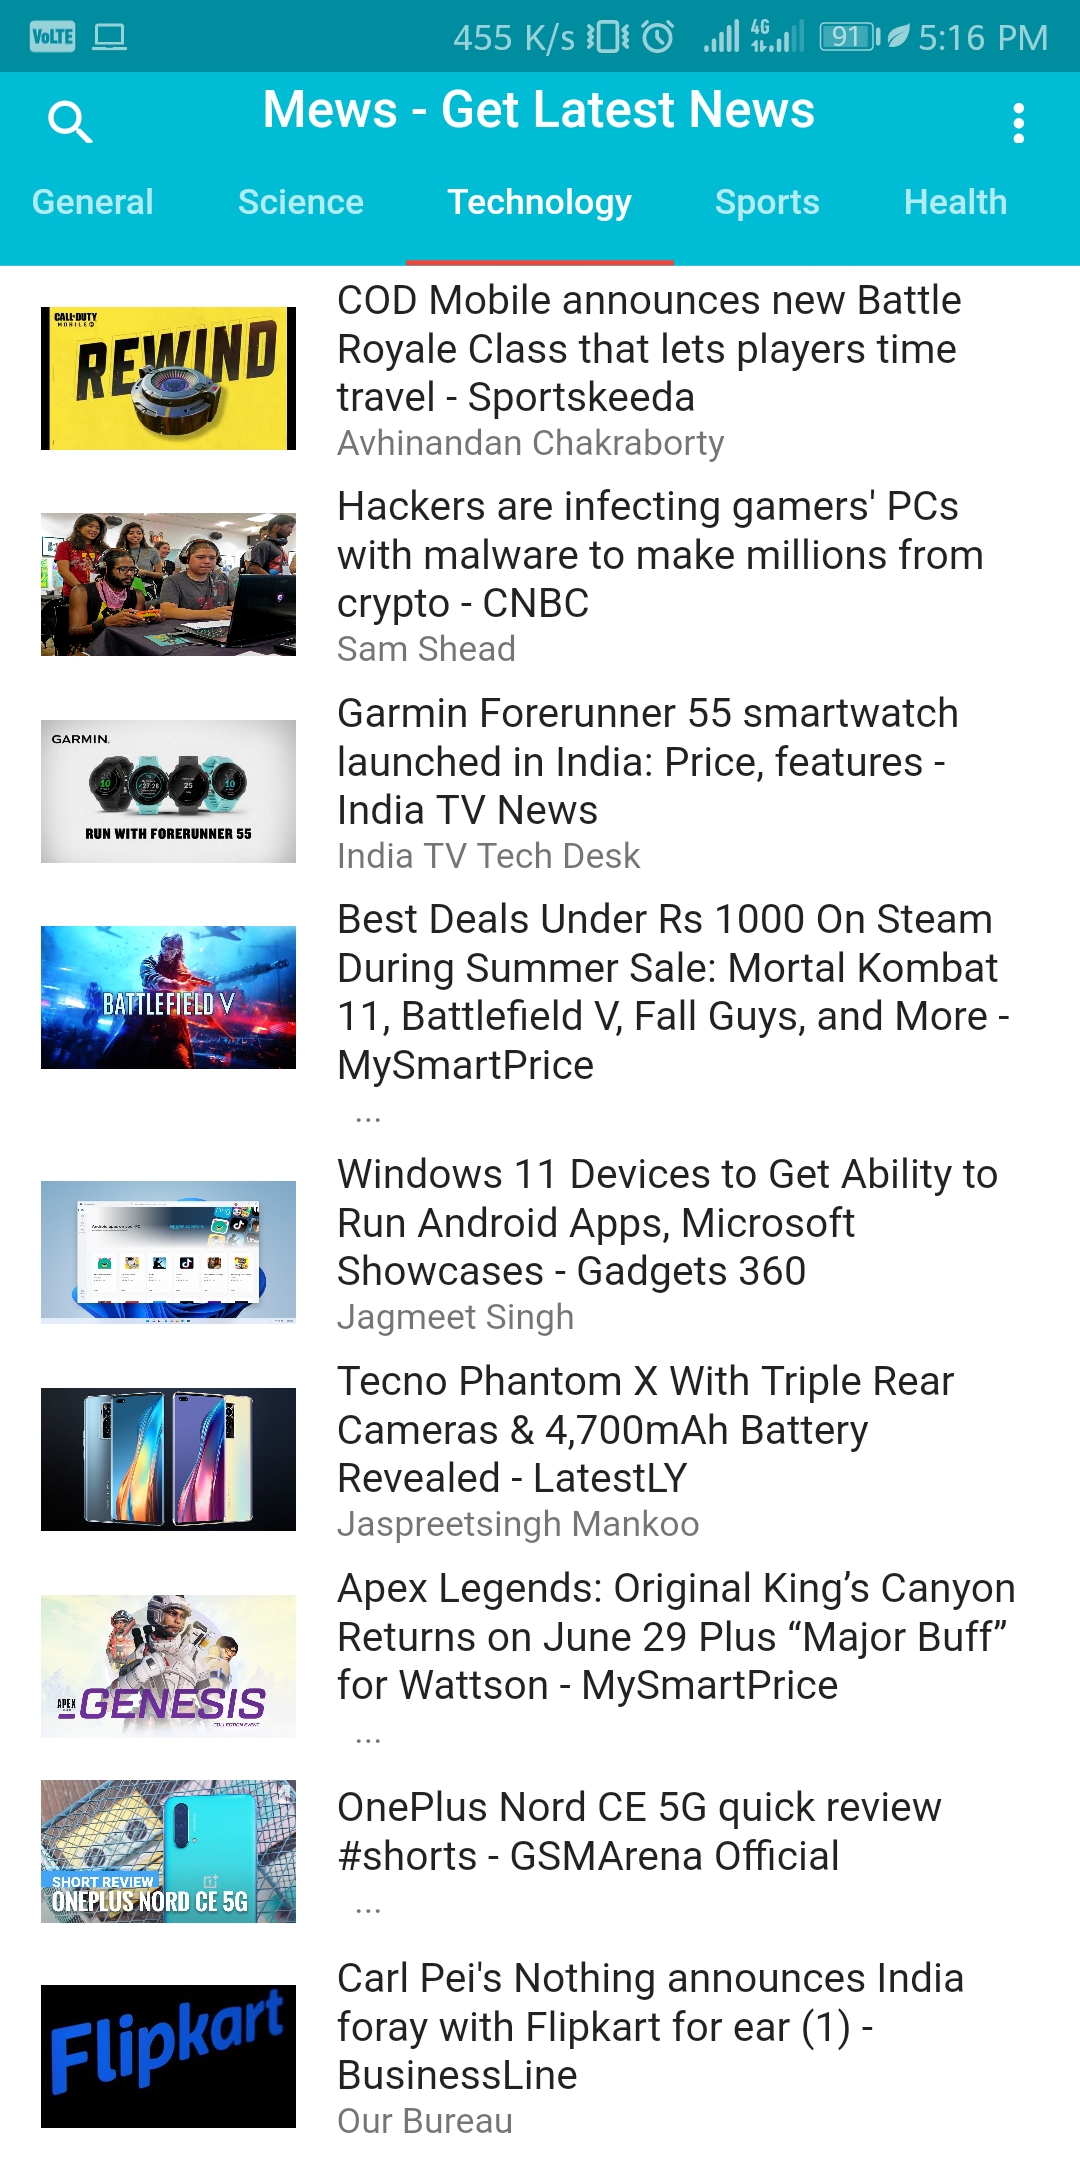 VoLTE 455 K/s 4G 91 5:16 PM
Mews - Get Latest News
General Science Technology Sports Health
CALL OF DUTY
MOBILE
REWIND
COD Mobile announces new Battle
Royale Class that lets players time
travel - Sportskeeda
Avhinandan Chakraborty
Hackers are infecting gamers' PCs
with malware to make millions from
crypto - CNBC
Sam Shead
GARMIN.
RUN WITH FORERUNNER 55
Garmin Forerunner 55 smartwatch
launched in India: Price, features -
India TV News
India TV Tech Desk
BATTLEFIELD V
Best Deals Under Rs 1000 On Steam
During Summer Sale: Mortal Kombat
11, Battlefield V, Fall Guys, and More -
MySmartPrice
...
Windows 11 Devices to Get Ability to
Run Android Apps, Microsoft
Showcases - Gadgets 360
Jagmeet Singh
Tecno Phantom X With Triple Rear
Cameras & 4,700mAh Battery
Revealed - LatestLY
Jaspreetsingh Mankoo
APEX
GENESIS
COLLECTION EVENT
Apex Legends: Original King’s Canyon
Returns on June 29 Plus “Major Buff”
for Wattson - MySmartPrice
...
SHORT REVIEW
ONEPLUS NORD CE 5G
OnePlus Nord CE 5G quick review
#shorts - GSMArena Official
...
Flipkart
Carl Pei's Nothing announces India
foray with Flipkart for ear (1) -
BusinessLine
Our Bureau